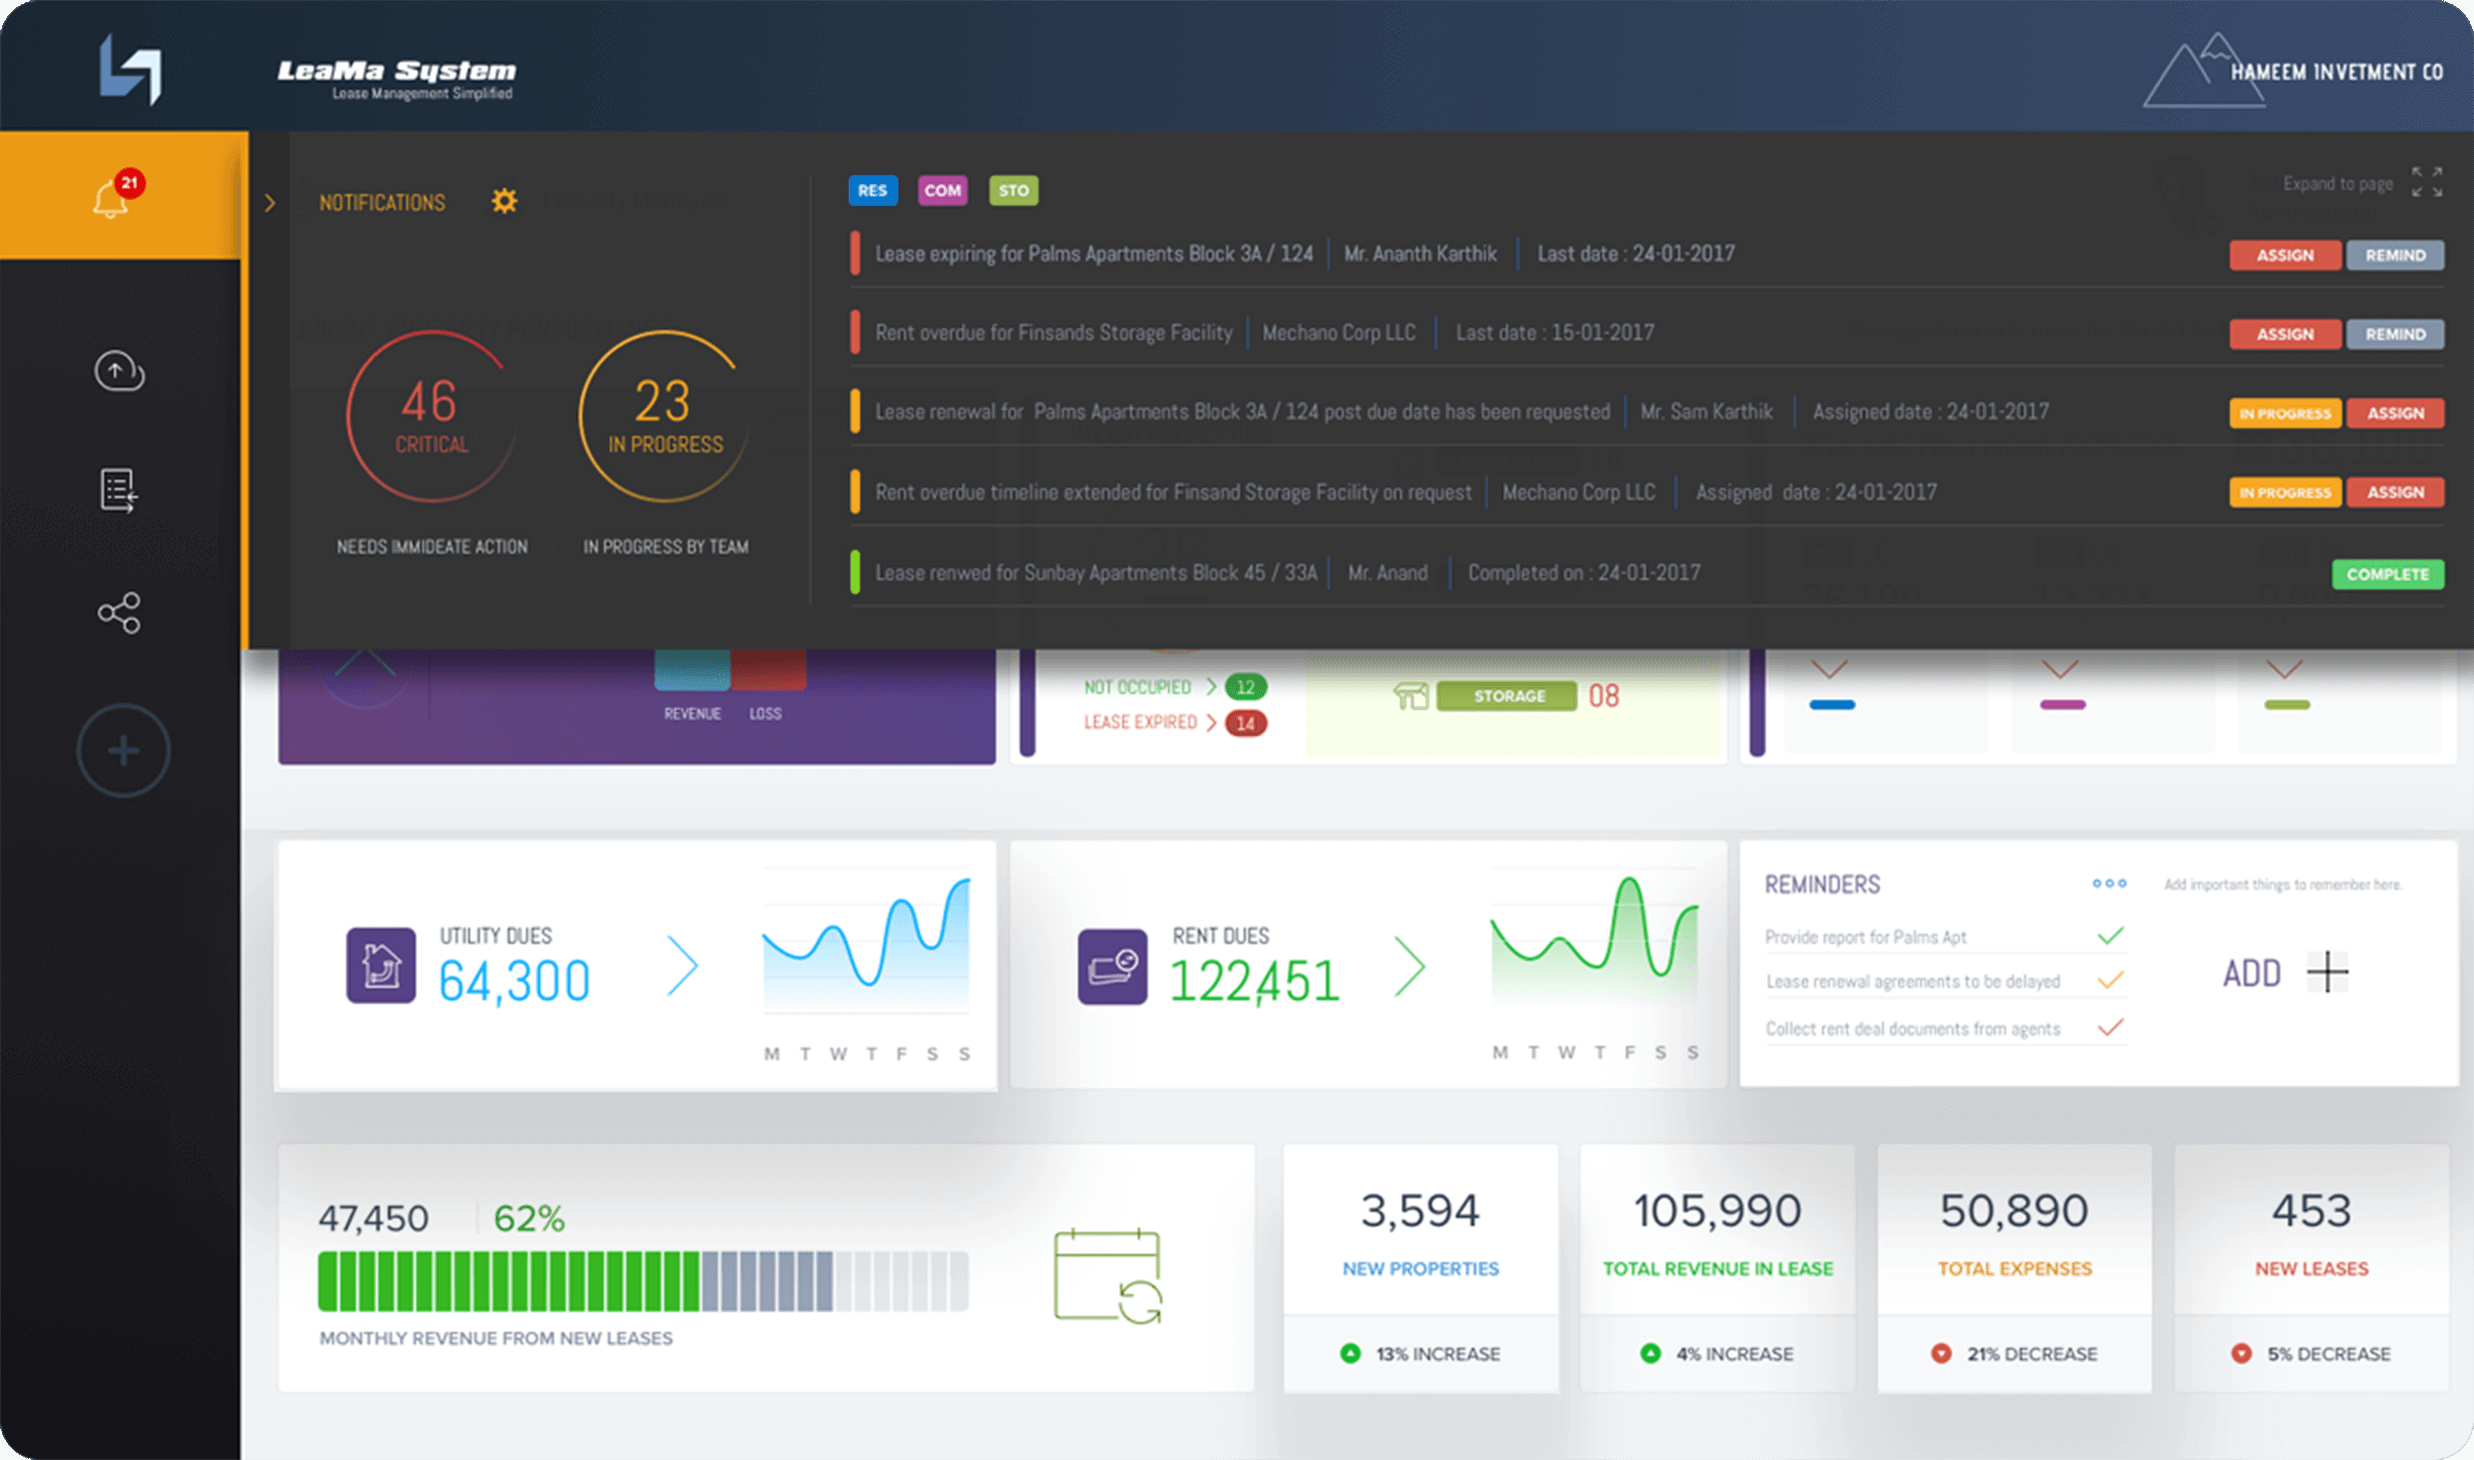 LeaMa System
Lease Management Simplified
HAMEEM INVETMENT CO
21
NOTIFICATIONS
RES COM STO
Expand to page
Lease expiring for Palms Apartments Block 3A / 124 Mr. Ananth Karthik Last date : 24-01-2017 ASSIGN REMIND
Rent overdue for Finsands Storage Facility Mechano Corp LLC Last date : 15-01-2017 ASSIGN REMIND
Lease renewal for Palms Apartments Block 3A / 124 post due date has been requested Mr. Sam Karthik Assigned date : 24-01-2017 IN PROGRESS ASSIGN
Rent overdue timeline extended for Finsand Storage Facility on request Mechano Corp LLC Assigned date : 24-01-2017 IN PROGRESS ASSIGN
Lease renwed for Sunbay Apartments Block 45 / 33A Mr. Anand Completed on : 24-01-2017 COMPLETE
46
CRITICAL
NEEDS IMMIDEATE ACTION
23
IN PROGRESS
IN PROGRESS BY TEAM
REVENUE LOSS
NOT OCCUPIED 12
LEASE EXPIRED 14
STORAGE 08
UTILITY DUES
64,300
M T W T F S S
RENT DUES
122,451
M T W T F S S
REMINDERS
Add important things to remember here.
Provide report for Palms Apt
Lease renewal agreements to be delayed
Collect rent deal documents from agents
ADD
47,450 62%
MONTHLY REVENUE FROM NEW LEASES
3,594
NEW PROPERTIES
13% INCREASE
105,990
TOTAL REVENUE IN LEASE
4% INCREASE
50,890
TOTAL EXPENSES
21% DECREASE
453
NEW LEASES
5% DECREASE